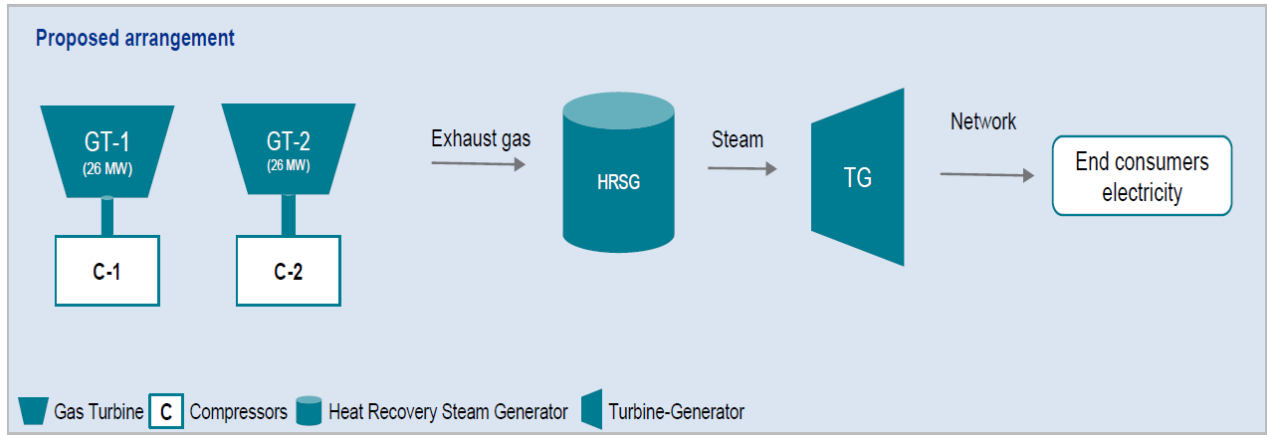 Proposed arrangement
GT-1
(26 MW)
GT-2
(26 MW)
C-1
C-2
Exhaust gas
HRSG
Steam
TG
Network
End consumers
electricity
Gas Turbine
C
Compressors
Heat Recovery Steam Generator
Turbine-Generator